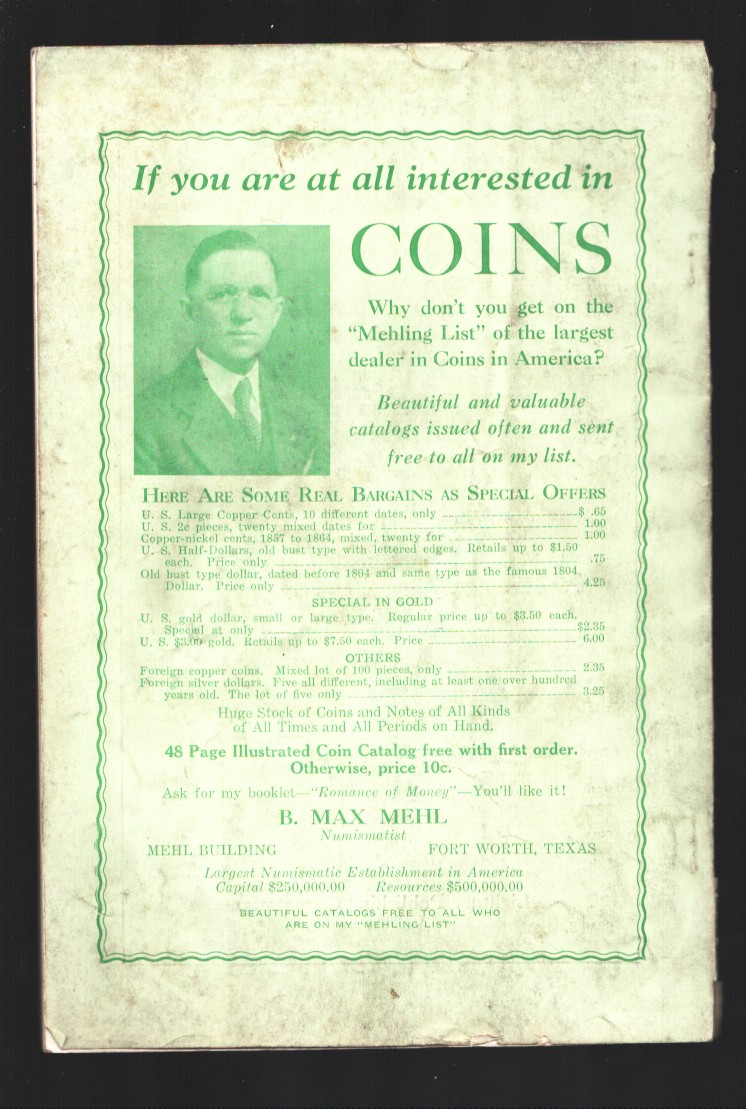 If you are at all interested in
COINS
Why don't you get on the
“Mehling List” of the largest
dealer in Coins in America?
Beautiful and valuable
catalogs issued often and sent
free to all on my list.
HERE ARE SOME REAL BARGAINS AS SPECIAL OFFERS
U. S. Large Copper Cents, 10 different dates, only $ .65
U. S. 2c pieces, twenty mixed dates for 1.00
Copper-nickel cents, 1857 to 1864, mixed, twenty for 1.00
U. S. Half-Dollars, old bust type with lettered edges. Retails up to $1.50
each. Price only .75
Old bust type dollar, dated before 1804 and same type as the famous 1804
Dollar. Price only 4.25
SPECIAL IN GOLD
U. S. gold dollar, small or large type. Regular price up to $3.50 each.
Special at only $2.35
U. S. $3.00 gold. Retails up to $7.50 each. Price 6.00
OTHERS
Foreign copper coins. Mixed lot of 100 pieces, only 2.35
Foreign silver dollars. Five all different, including at least one over hundred
years old. The lot of five only 3.25
Huge Stock of Coins and Notes of All Kinds
of All Times and All Periods on Hand.
48 Page Illustrated Coin Catalog free with first order.
Otherwise, price 10c.
Ask for my booklet—“Romance of Money”—You'll like it!
B. MAX MEHL
Numismatist
MEHL BUILDING FORT WORTH, TEXAS
Largest Numismatic Establishment in America
Capital $250,000.00 Resources $500,000.00
BEAUTIFUL CATALOGS FREE TO ALL WHO
ARE ON MY “MEHLING LIST”